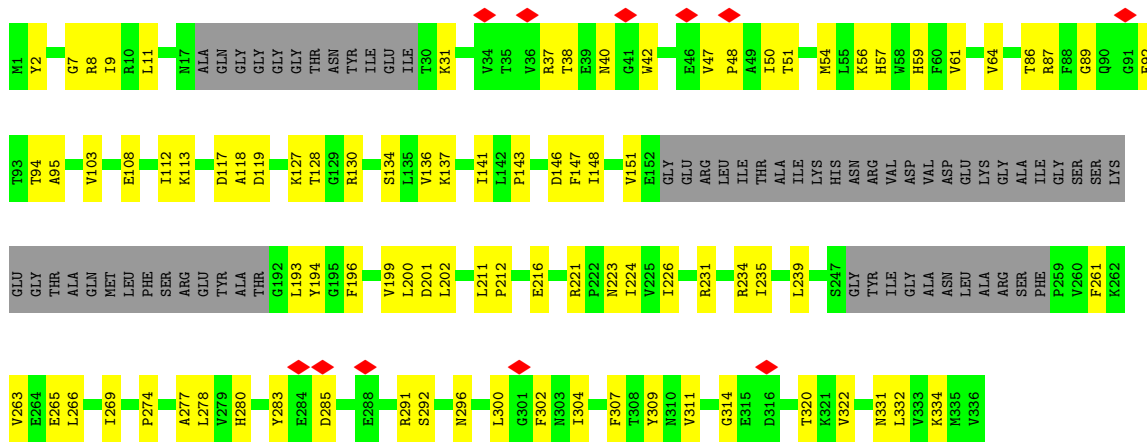 M1 Y2 G7 R8 I9 R10 L11 N17 ALA GLN GLY GLY GLY GLY THR ASN TYR ILE GLU ILE T30 K31 V34 T35 V36 R37 T38 E39 N40 G41 W42 E46 V47 P48 A49 I50 T51 M54 L55 K56 H57 W58 H59 F60 V61 V64 T86 R87 F88 G89 Q90 G91 E92
T93 T94 A95 V103 E108 I112 K113 D117 A118 D119 K127 T128 G129 R130 S134 L135 V136 K137 I141 L142 P143 D146 F147 I148 V151 E152 GLY GLU ARG LEU ILE THR ALA ILE LYS HIS ASN ARG VAL ASP VAL ASP GLU LYS GLY ALA ILE GLY SER SER LYS
GLU GLY THR ALA GLN MET LEU PHE SER ARG GLU TYR ALA THR G192 L193 Y194 G195 F196 V199 L200 D201 L202 L211 P212 E216 R221 P222 N223 I224 V225 I226 R231 R234 I235 L239 S247 GLY TYR ILE GLY ALA ASN LEU ALA ARG SER PHE P259 V260 F261 K262
V263 E264 E265 L266 I269 P274 A277 L278 V279 H280 Y283 E284 D285 E288 R291 S292 N296 L300 G301 F302 N303 I304 F307 T308 Y309 N310 V311 G314 E315 D316 T320 K321 V322 N331 L332 V333 K334 M335 V336